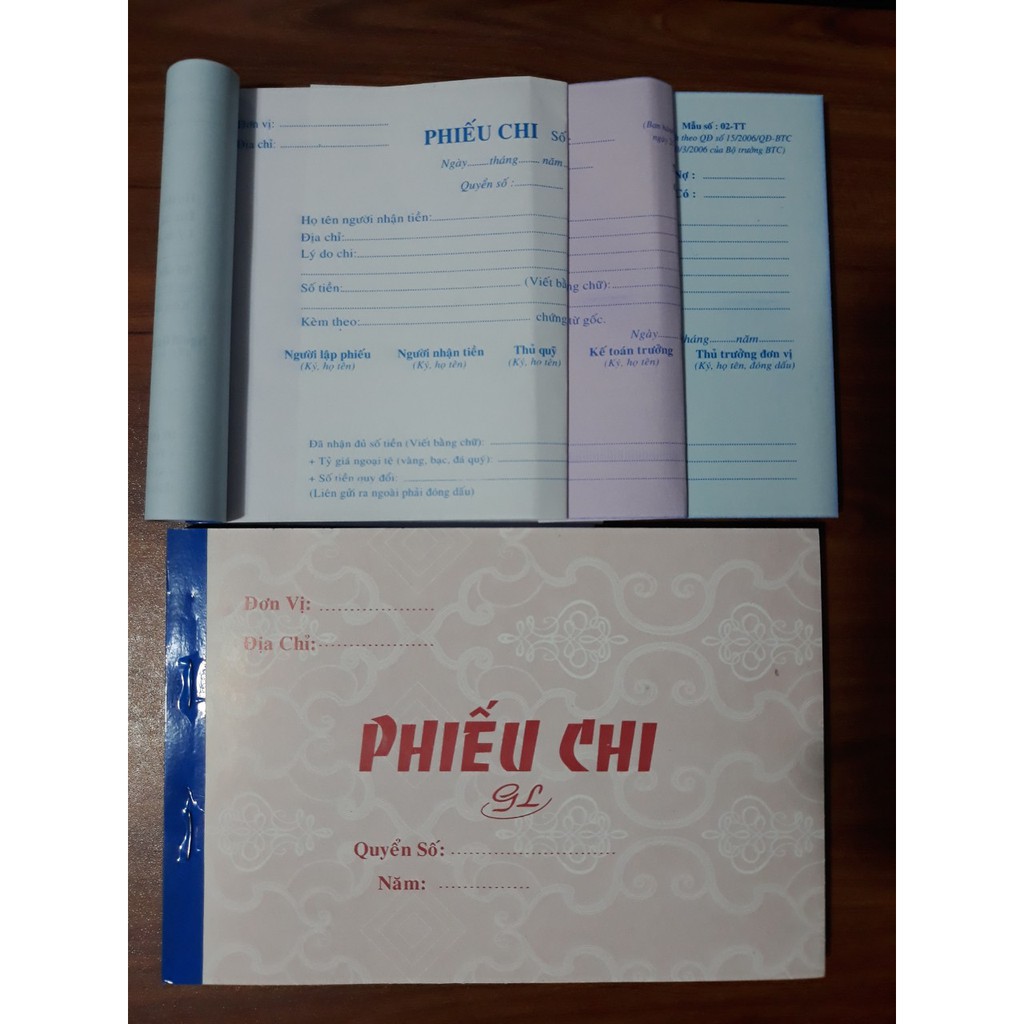 Đơn vị:
Địa chỉ:
PHIẾU CHI Số:
Ngày tháng năm
Quyển số :
(Ban hàn
Mẫu số : 02-TT
theo QĐ số 15/2006/QĐ-BTC
ngày
/3/2006 của Bộ trưởng BTC)
Nợ :
Có :
Họ tên người nhận tiền:
Địa chỉ:
Lý do chi:
Số tiền: (Viết bằng chữ):
Kèm theo: chứng từ gốc.
Ngày tháng năm
Người lập phiếu Người nhận tiền Thủ quỹ Kế toán trưởng Thủ trưởng đơn vị
(Ký, họ tên) (Ký, họ tên) (Ký, họ tên) (Ký, họ tên) (Ký, họ tên, đóng dấu)
Đã nhận đủ số tiền (Viết bằng chữ):
+ Tỷ giá ngoại tệ (vàng, bạc, đá quý):
+ Số tiền quy đổi:
(Liên gửi ra ngoài phải đóng dấu)
Đơn Vị:
Địa Chỉ:
PHIẾU CHI
GL
Quyển Số:
Năm: